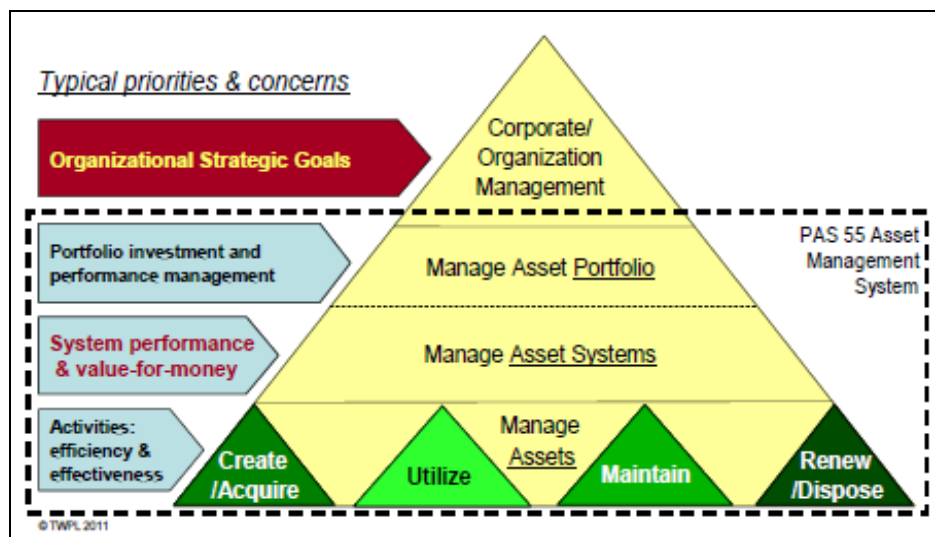 Typical priorities & concerns
Organizational Strategic Goals
Corporate/
Organization
Management
Portfolio investment and
performance management
Manage Asset Portfolio
PAS 55 Asset
Management
System
System performance
& value-for-money
Manage Asset Systems
Activities:
efficiency &
effectiveness
Manage
Assets
Create
/Acquire
Utilize
Maintain
Renew
/Dispose
© TWPL 2011